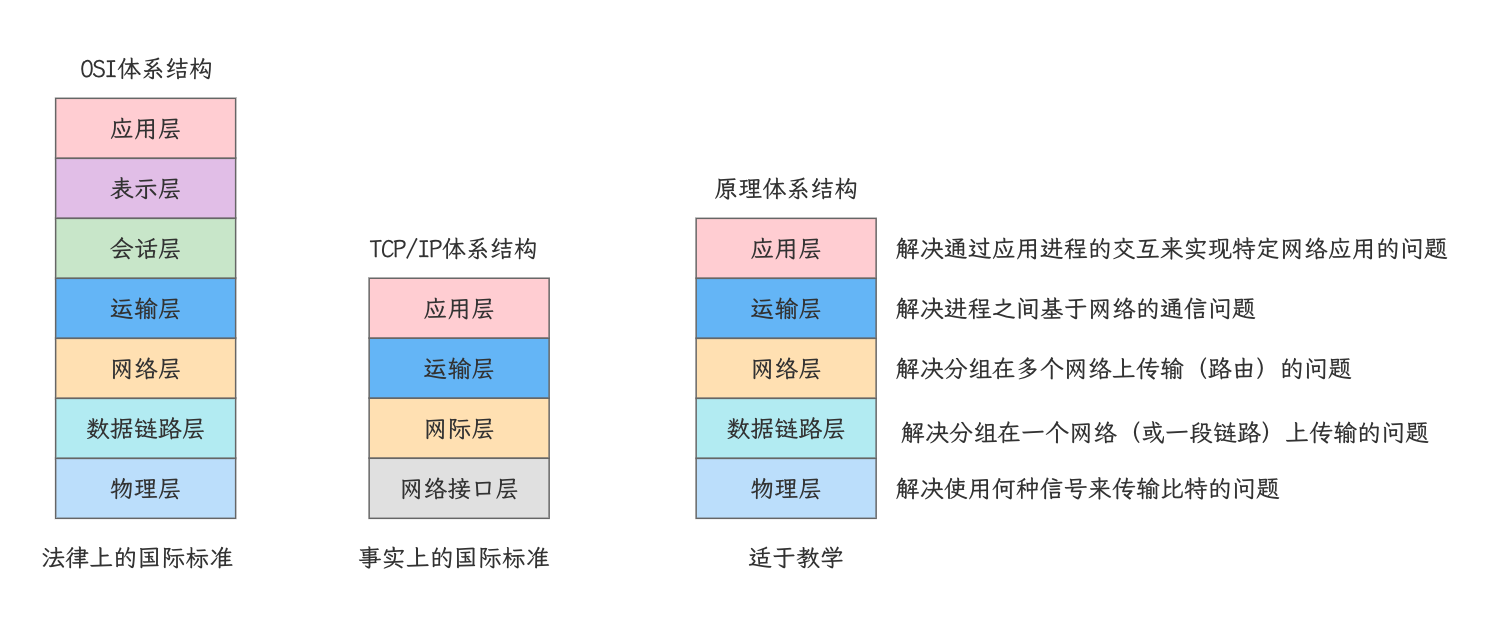 OSI体系结构
应用层
表示层
会话层
运输层
网络层
数据链路层
物理层
法律上的国际标准
TCP/IP体系结构
应用层
运输层
网际层
网络接口层
事实上的国际标准
原理体系结构
应用层
解决通过应用进程的交互来实现特定网络应用的问题
运输层
解决进程之间基于网络的通信问题
网络层
解决分组在多个网络上传输（路由）的问题
数据链路层
解决分组在一个网络（或一段链路）上传输的问题
物理层
解决使用何种信号来传输比特的问题
适于教学